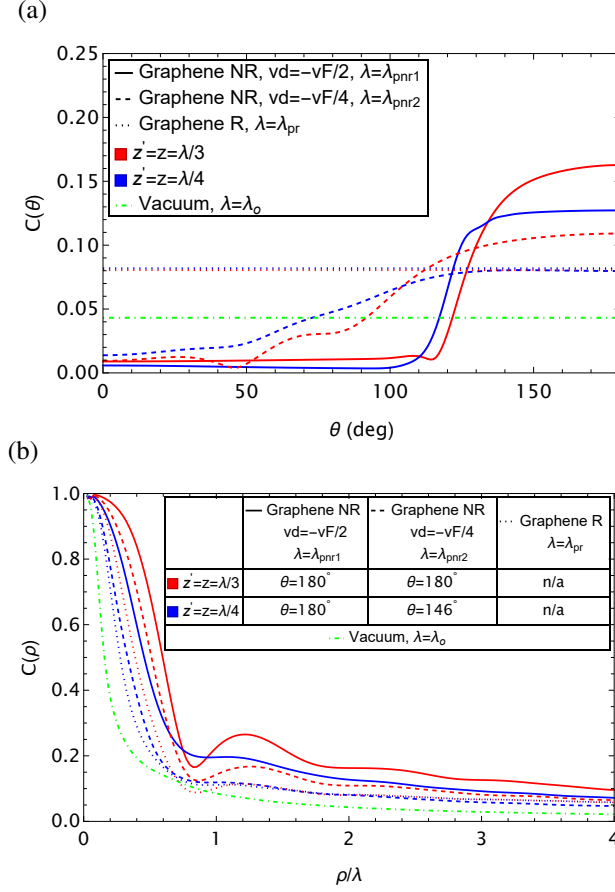 (a)
0.25
0.20
0.15
0.10
0.05
0.00
C(θ)
Graphene NR, vd=−vF/2, λ=λpnr1
Graphene NR, vd=−vF/4, λ=λpnr2
Graphene R, λ=λpr
z'=z=λ/3
z'=z=λ/4
Vacuum, λ=λo
0 50 100 150
θ (deg)
(b)
1.0
0.8
0.6
0.4
0.2
0.0
C(ρ)
Graphene NR vd=−vF/2 λ=λpnr1
Graphene NR vd=−vF/4 λ=λpnr2
Graphene R λ=λpr
z'=z=λ/3 θ=180° θ=180° n/a
z'=z=λ/4 θ=180° θ=146° n/a
Vacuum, λ=λo
0 1 2 3 4
ρ/λ